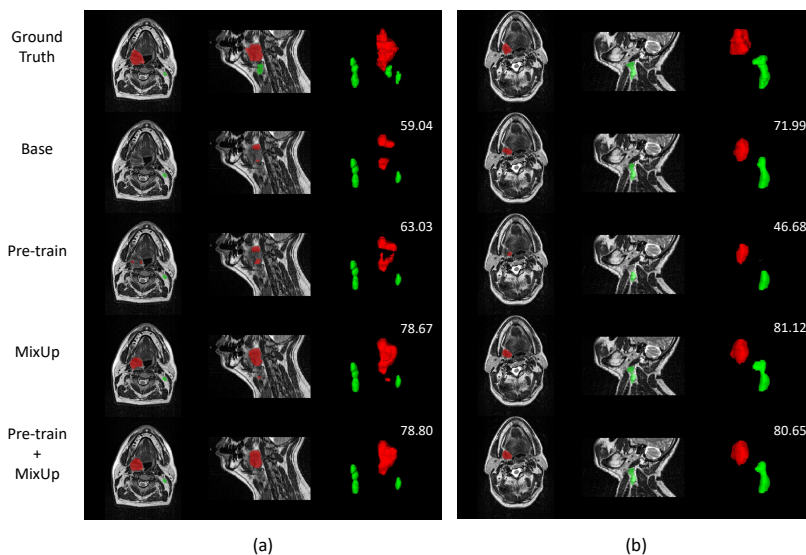 Ground
Truth
Base
59.04
71.99
Pre-train
63.03
46.68
MixUp
78.67
81.12
Pre-train
+
MixUp
78.80
80.65
(a)
(b)